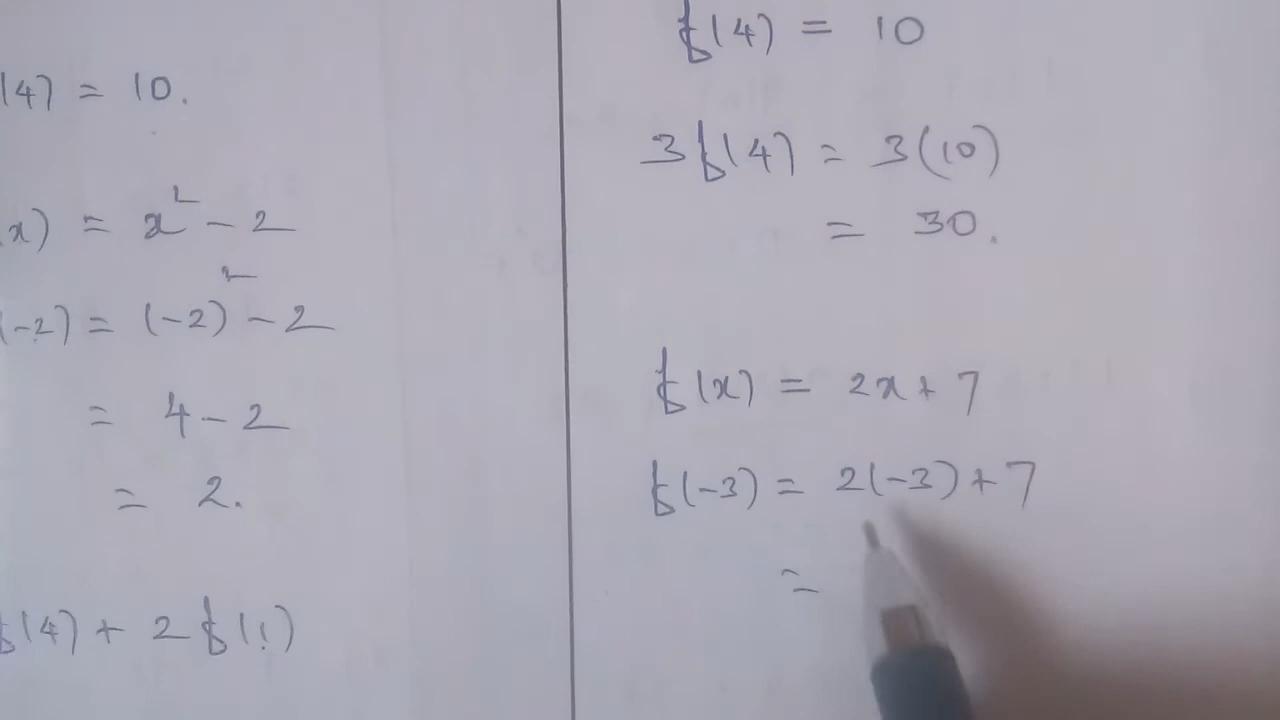 (4) = 10.
x) = x² - 2
(-2) = (-2)² - 2
= 4 - 2
= 2.
f(4) + 2 f(1)
f(4) = 10
3f(4) = 3(10)
= 30.
f(x) = 2x + 7
f(-3) = 2(-3) + 7
=